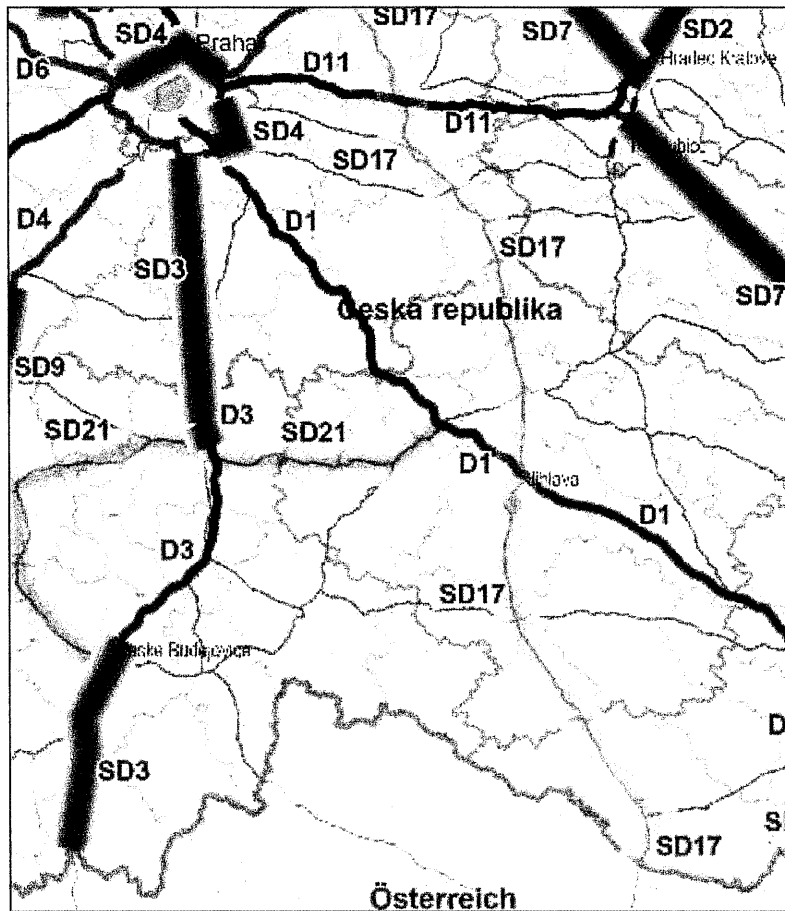 SD17
SD4
Praha
SD7
SD2
D6
D11
Hradec Králové
D11
SD4
SD17
D4
D1
SD17
SD3
SD7
Česká republika
SD9
D3
SD21
SD21
D1
Jihlava
D1
D3
SD17
SD3
SD17
Österreich